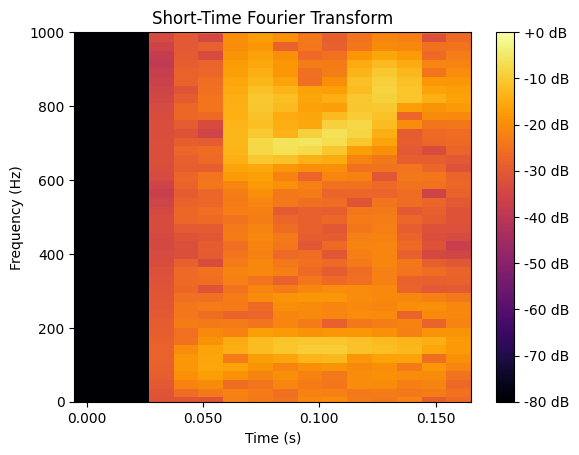 Short-Time Fourier Transform
1000
800
600
400
200
0
Frequency (Hz)
0.000
0.050
0.100
0.150
Time (s)
+0 dB
-10 dB
-20 dB
-30 dB
-40 dB
-50 dB
-60 dB
-70 dB
-80 dB